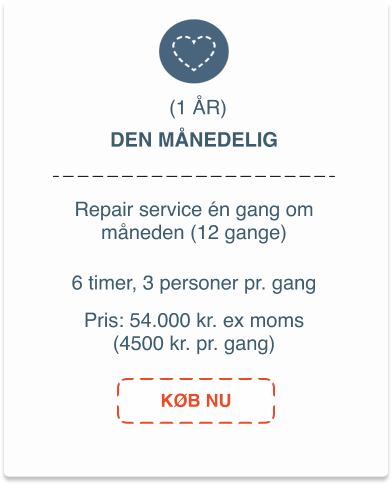 (1 ÅR)
DEN MÅNEDELIG
Repair service én gang om
måneden (12 gange)
6 timer, 3 personer pr. gang
Pris: 54.000 kr. ex moms
(4500 kr. pr. gang)
KØB NU